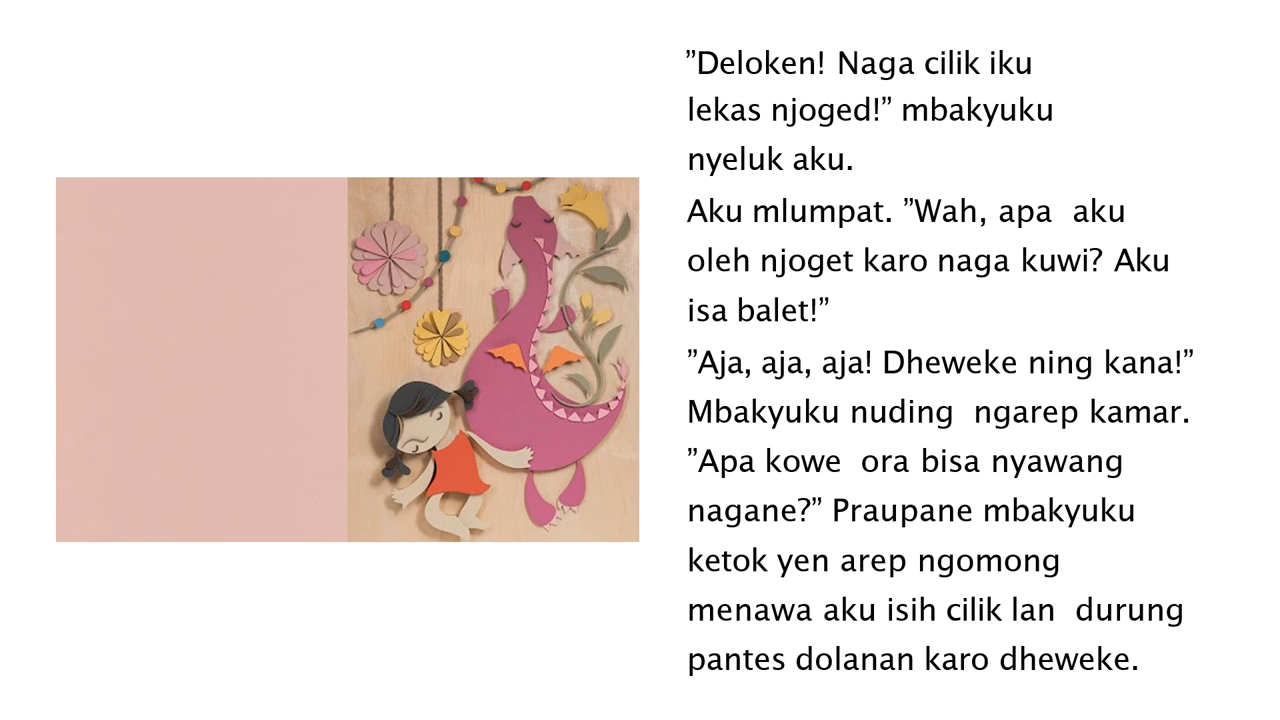 ”Deloken! Naga cilik iku
lekas njoged!” mbakyuku
nyeluk aku.
Aku mlumpat. ”Wah, apa  aku
oleh njoget karo naga kuwi? Aku
isa balet!”
”Aja, aja, aja! Dheweke ning kana!”
Mbakyuku nuding  ngarep kamar.
”Apa kowe  ora bisa nyawang
nagane?” Praupane mbakyuku
ketok yen arep ngomong
menawa aku isih cilik lan  durung
pantes dolanan karo dheweke.